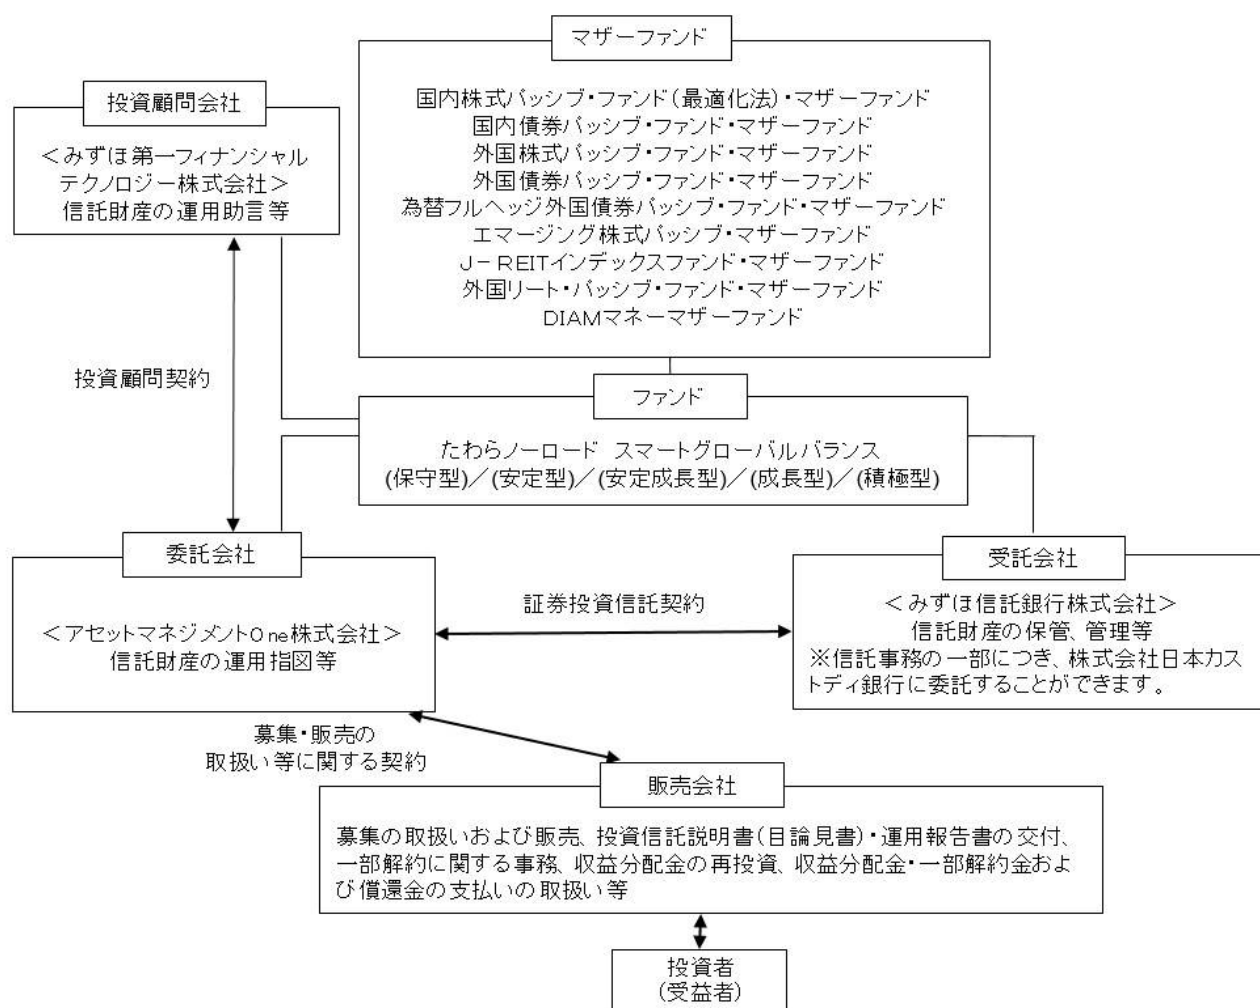 マザーファンド
国内株式パッシブ・ファンド(最適化法)・マザーファンド
国内債券パッシブ・ファンド・マザーファンド
外国株式パッシブ・ファンド・マザーファンド
外国債券パッシブ・ファンド・マザーファンド
為替フルヘッジ外国債券パッシブ・ファンド・マザーファンド
エマージング株式パッシブ・マザーファンド
J-REITインデックスファンド・マザーファンド
外国リート・パッシブ・ファンド・マザーファンド
DIAMマネーマザーファンド
投資顧問会社
<みずほ第一フィナンシャル
テクノロジー株式会社>
信託財産の運用助言等
投資顧問契約
ファンド
たわらノーロード スマートグローバルバランス
(保守型)/(安定型)/(安定成長型)/(成長型)/(積極型)
委託会社
<アセットマネジメントOne株式会社>
信託財産の運用指図等
証券投資信託契約
受託会社
<みずほ信託銀行株式会社>
信託財産の保管、管理等
※信託事務の一部につき、株式会社日本カス
トディ銀行に委託することができます。
募集・販売の
取扱い等に関する契約
販売会社
募集の取扱いおよび販売、投資信託説明書(目論見書)・運用報告書の交付、
一部解約に関する事務、収益分配金の再投資、収益分配金・一部解約金およ
び償還金の支払いの取扱い等
投資者
(受益者)